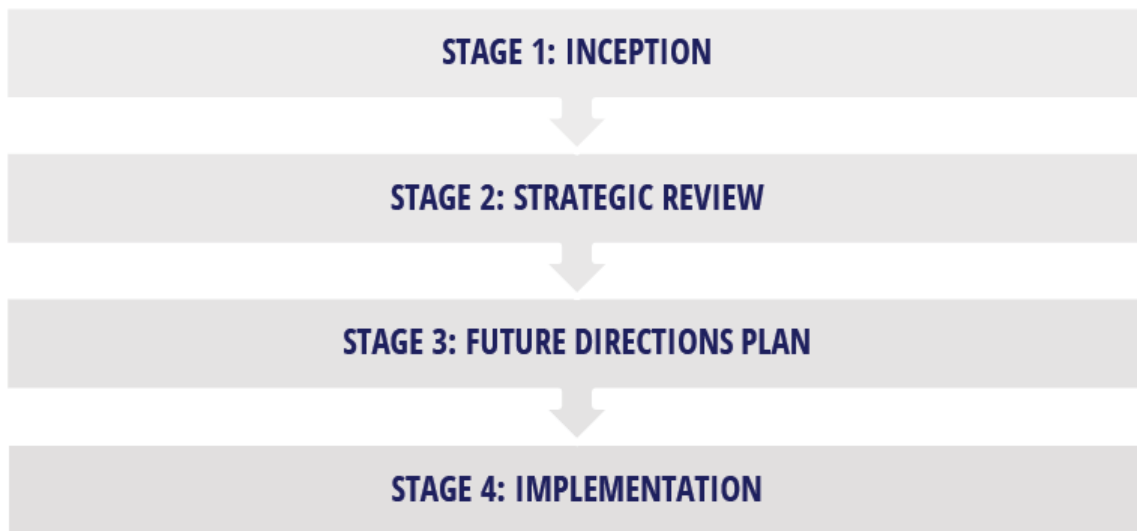 STAGE 1: INCEPTION
STAGE 2: STRATEGIC REVIEW
STAGE 3: FUTURE DIRECTIONS PLAN
STAGE 4: IMPLEMENTATION